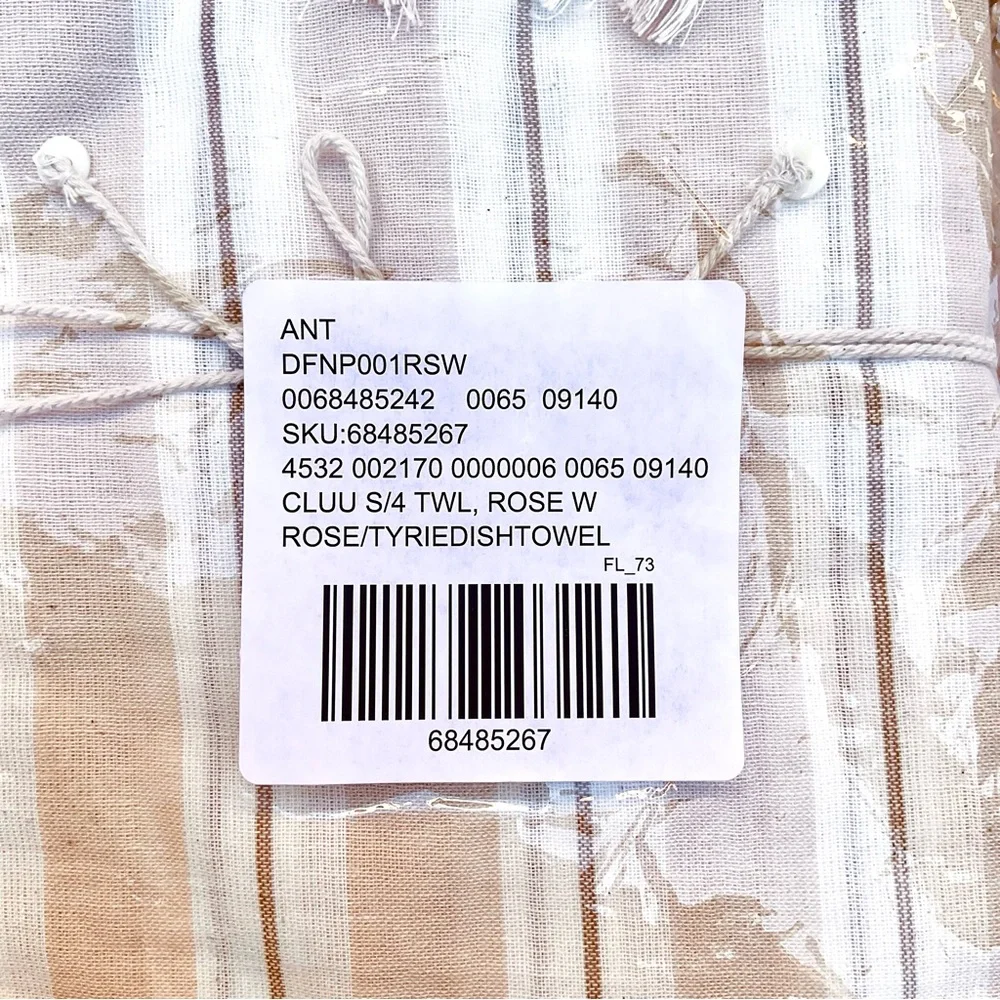 ANT
DFNP001RSW
0068485242 0065 09140
SKU:68485267
4532 002170 0000006 0065 09140
CLUU S/4 TWL, ROSE W
ROSE/TYRIEDISHTOWEL
FL_73
68485267